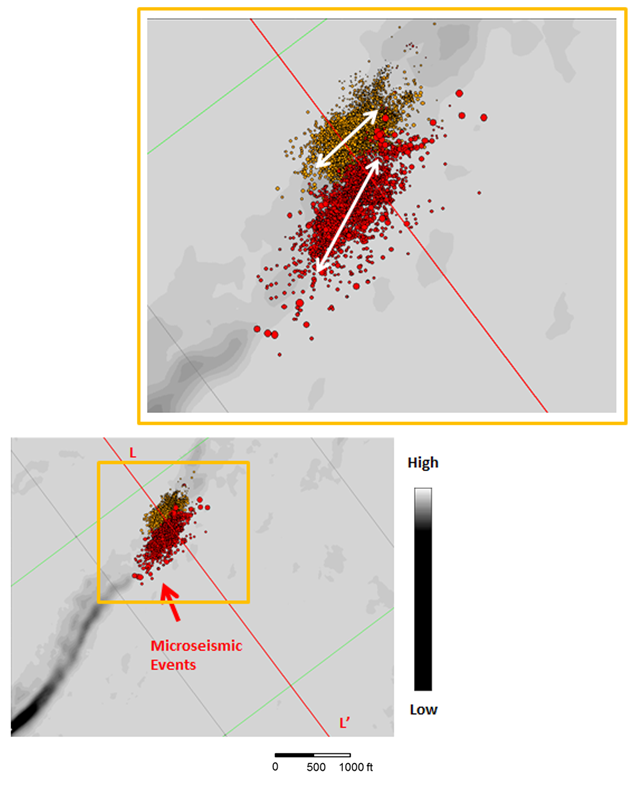 L
High
Microseismic
Events
Low
L’
0 500 1000 ft